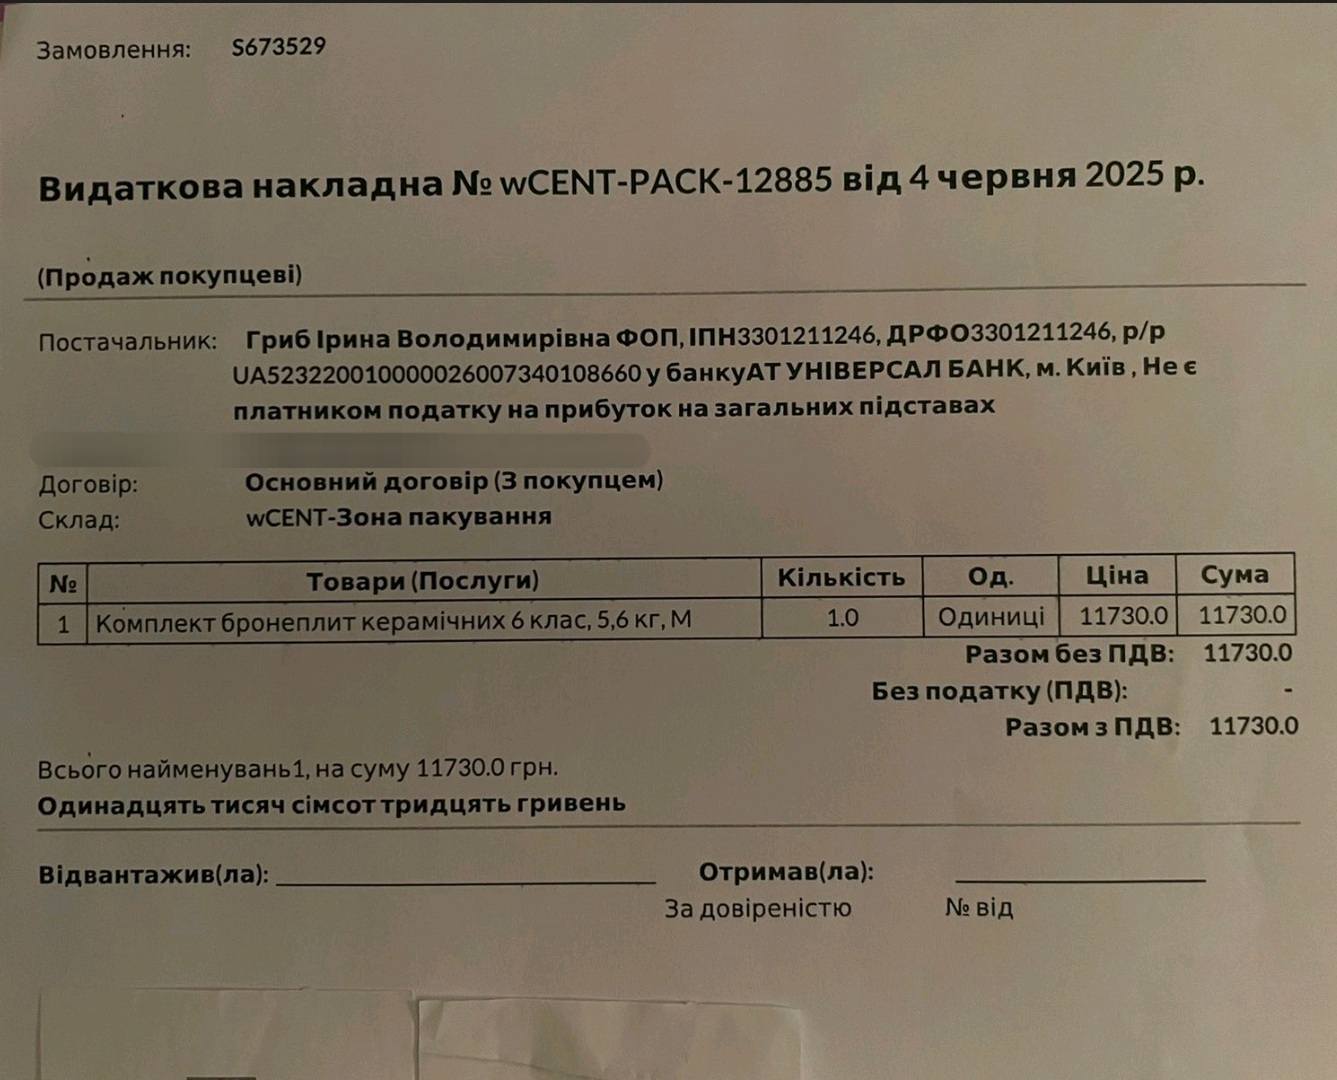 Замовлення: S673529
Видаткова накладна № wCENT-PACK-12885 від 4 червня 2025 р.
(Продаж покупцеві)
Постачальник: Гриб Ірина Володимирівна ФОП, ІПН3301211246, ДРФО3301211246, р/р
UA523220010000026007340108660 у банкуАТ УНІВЕРСАЛ БАНК, м. Київ , Не є
платником податку на прибуток на загальних підставах
Договір: Основний договір (З покупцем)
Склад: wCENT-Зона пакування
№ Товари (Послуги) Кількість Од. Ціна Сума
1 Комплект бронеплит керамічних 6 клас, 5,6 кг, М 1.0 Одиниці 11730.0 11730.0
Разом без ПДВ: 11730.0
Без податку (ПДВ): -
Разом з ПДВ: 11730.0
Всього найменувань1, на суму 11730.0 грн.
Одинадцять тисяч сімсот тридцять гривень
Відвантажив(ла): Отримав(ла):
За довіреністю № від